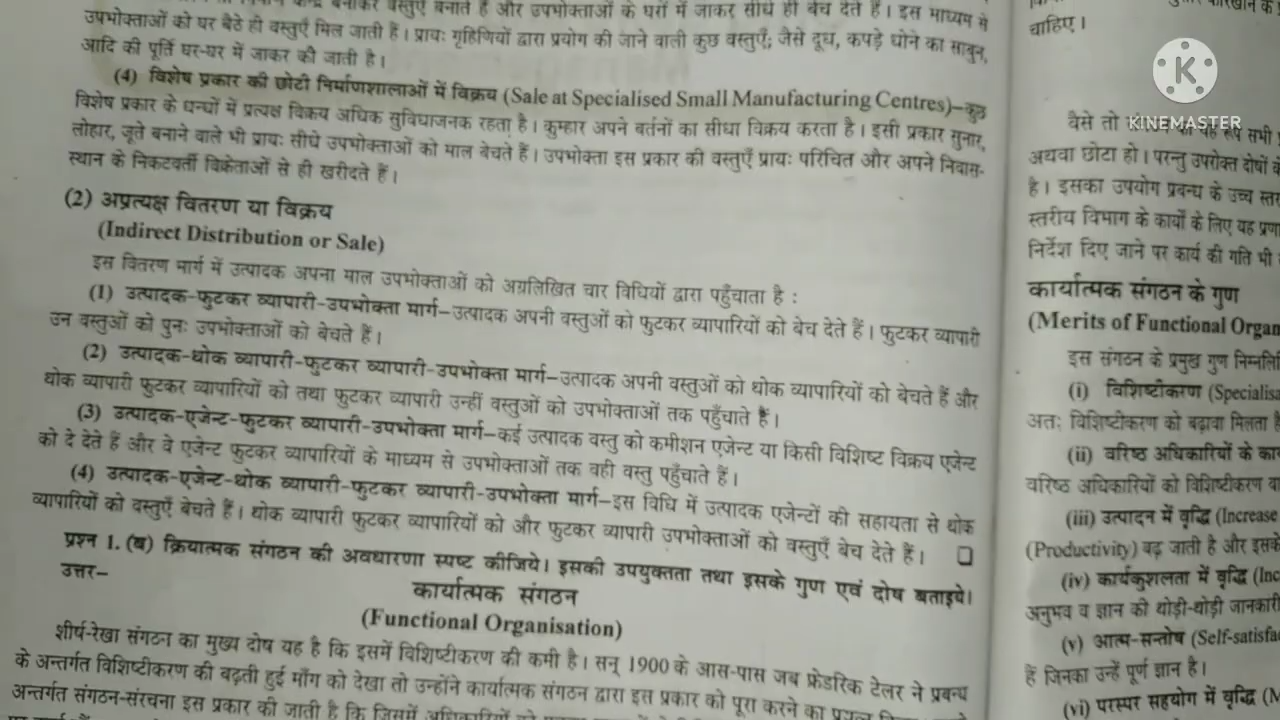 उपभोक्ताओं को घर बैठे ही वस्तुएँ मिल जाती हैं। प्रायः गृहिणियों द्वारा प्रयोग की जाने वाली कुछ वस्तुएँ; जैसे दूध, कपड़े धोने का साबुन,
आदि की पूर्ति घर-घर में जाकर की जाती है।
(4) विशेष प्रकार की छोटी निर्माणशालाओं में विक्रय (Sale at Specialised Small Manufacturing Centres)–कुछ
विशेष प्रकार के धन्धों में प्रत्यक्ष विक्रय अधिक सुविधाजनक रहता है। कुम्हार अपने बर्तनों का सीधा विक्रय करता है। इसी प्रकार सुनार,
लोहार, जूते बनाने वाले भी प्रायः सीधे उपभोक्ताओं को माल बेचते हैं। उपभोक्ता इस प्रकार की वस्तुएँ प्रायः परिचित और अपने निवास-
स्थान के निकटवर्ती विक्रेताओं से ही खरीदते हैं।
(2) अप्रत्यक्ष वितरण या विक्रय
(Indirect Distribution or Sale)
इस वितरण मार्ग में उत्पादक अपना माल उपभोक्ताओं को अग्रलिखित चार विधियों द्वारा पहुँचाता है :
(1) उत्पादक-फुटकर व्यापारी-उपभोक्ता मार्ग–उत्पादक अपनी वस्तुओं को फुटकर व्यापारियों को बेच देते हैं। फुटकर व्यापारी
उन वस्तुओं को पुनः उपभोक्ताओं को बेचते हैं।
(2) उत्पादक-थोक व्यापारी-फुटकर व्यापारी-उपभोक्ता मार्ग–उत्पादक अपनी वस्तुओं को थोक व्यापारियों को बेचते हैं और
थोक व्यापारी फुटकर व्यापारियों को तथा फुटकर व्यापारी उन्हीं वस्तुओं को उपभोक्ताओं तक पहुँचाते हैं।
(3) उत्पादक-एजेन्ट-फुटकर व्यापारी-उपभोक्ता मार्ग–कई उत्पादक वस्तु को कमीशन एजेन्ट या किसी विशिष्ट विक्रय एजेन्ट
को दे देते हैं और वे एजेन्ट फुटकर व्यापारियों के माध्यम से उपभोक्ताओं तक वही वस्तु पहुँचाते हैं।
(4) उत्पादक-एजेन्ट-थोक व्यापारी-फुटकर व्यापारी-उपभोक्ता मार्ग–इस विधि में उत्पादक एजेन्टों की सहायता से थोक
व्यापारियों को वस्तुएँ बेचते हैं। थोक व्यापारी फुटकर व्यापारियों को और फुटकर व्यापारी उपभोक्ताओं को वस्तुएँ बेच देते हैं। ❑
प्रश्न 1. (ब) क्रियात्मक संगठन की अवधारणा स्पष्ट कीजिये। इसकी उपयुक्तता तथा इसके गुण एवं दोष बताइये।
उत्तर–
कार्यात्मक संगठन
(Functional Organisation)
शीर्ष-रेखा संगठन का मुख्य दोष यह है कि इसमें विशिष्टीकरण की कमी है। सन् 1900 के आस-पास जब फ्रेडरिक टेलर ने प्रबन्ध
के अन्तर्गत विशिष्टीकरण की बढ़ती हुई माँग को देखा तो उन्होंने कार्यात्मक संगठन द्वारा इस प्रकार को पूरा करने का
अन्तर्गत संगठन-संरचना इस प्रकार की जाती है कि जिसमें
चाहिए।
KINEMASTER
वैसे तो
अथवा छोटा हो। परन्तु उपरोक्त दोषों
है। इसका उपयोग प्रबन्ध के उच्च स्तर
स्तरीय विभाग के कार्यों के लिए यह
निर्देश दिए जाने पर कार्य की गति भी
कार्यात्मक संगठन के गुण
(Merits of Functional Organ
इस संगठन के प्रमुख गुण
(i) विशिष्टीकरण (Specialisa
अतः विशिष्टीकरण को बढ़ावा मिलता
(ii) वरिष्ठ अधिकारियों के
वरिष्ठ अधिकारियों को विशिष्टीकरण
(iii) उत्पादन में वृद्धि (Increase
(Productivity) बढ़ जाती है और
(iv) कार्यकुशलता में वृद्धि (Inc
अनुभव व ज्ञान की थोड़ी-थोड़ी जानकारी
(v) आत्म-सन्तोष (Self-satisfa
हैं जिनका उन्हें पूर्ण ज्ञान है।
(vi) परस्पर सहयोग में वृद्धि (M